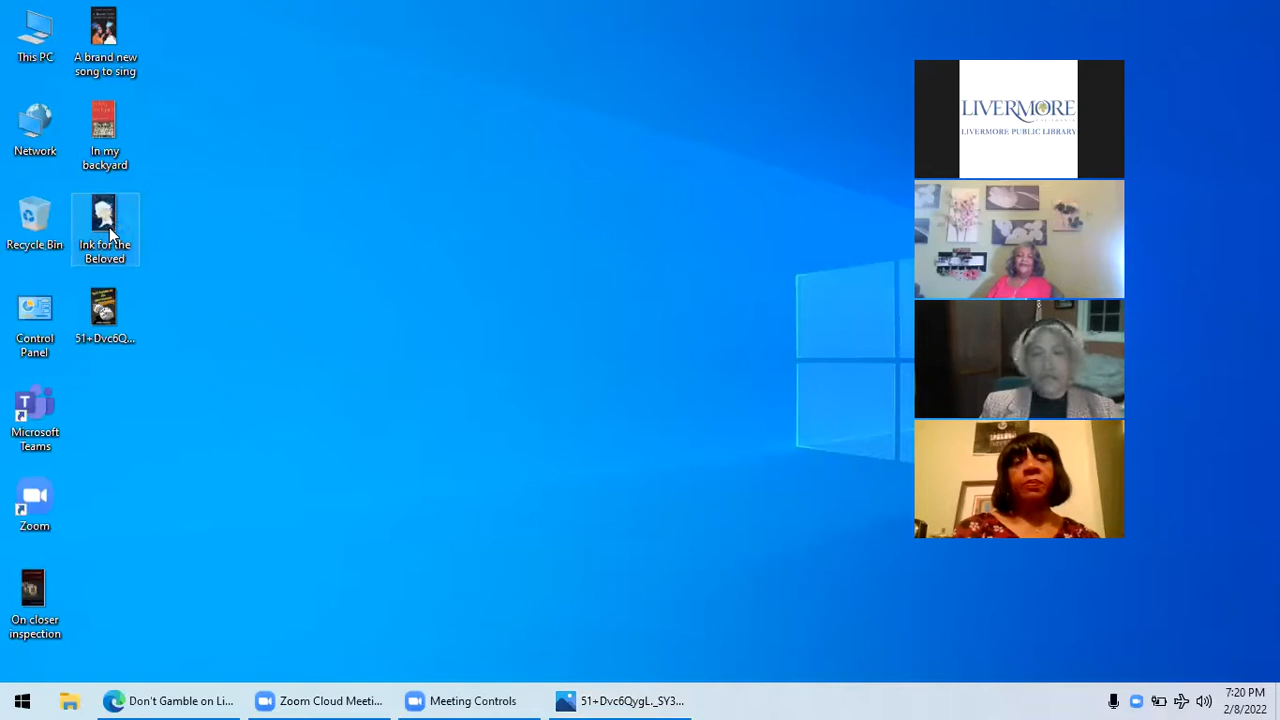 This PC
A brand new
song to sing
Network
In my
backyard
Recycle Bin
Ink for the
Beloved
Control
Panel
51+Dvc6Q...
Microsoft
Teams
Zoom
On closer
inspection
LIVERMORE
CALIFORNIA
LIVERMORE PUBLIC LIBRARY
Don't Gamble on Li...
Zoom Cloud Meeti...
Meeting Controls
51+Dvc6QygL._SY3...
7:20 PM
2/8/2022